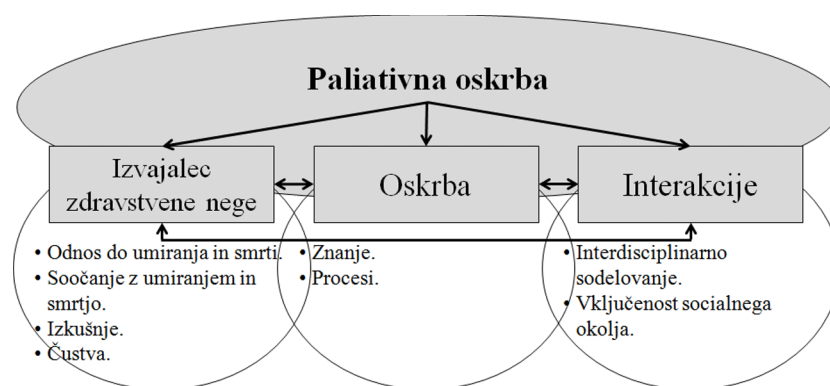 Paliativna oskrba
Izvajalec
zdravstvene nege
Oskrba
Interakcije
• Odnos do umiranja in smrti.
• Soočanje z umiranjem in
smrtjo.
• Izkušnje.
• Čustva.
• Znanje.
• Procesi.
• Interdisciplinarno
sodelovanje.
• Vključenost socialnega
okolja.